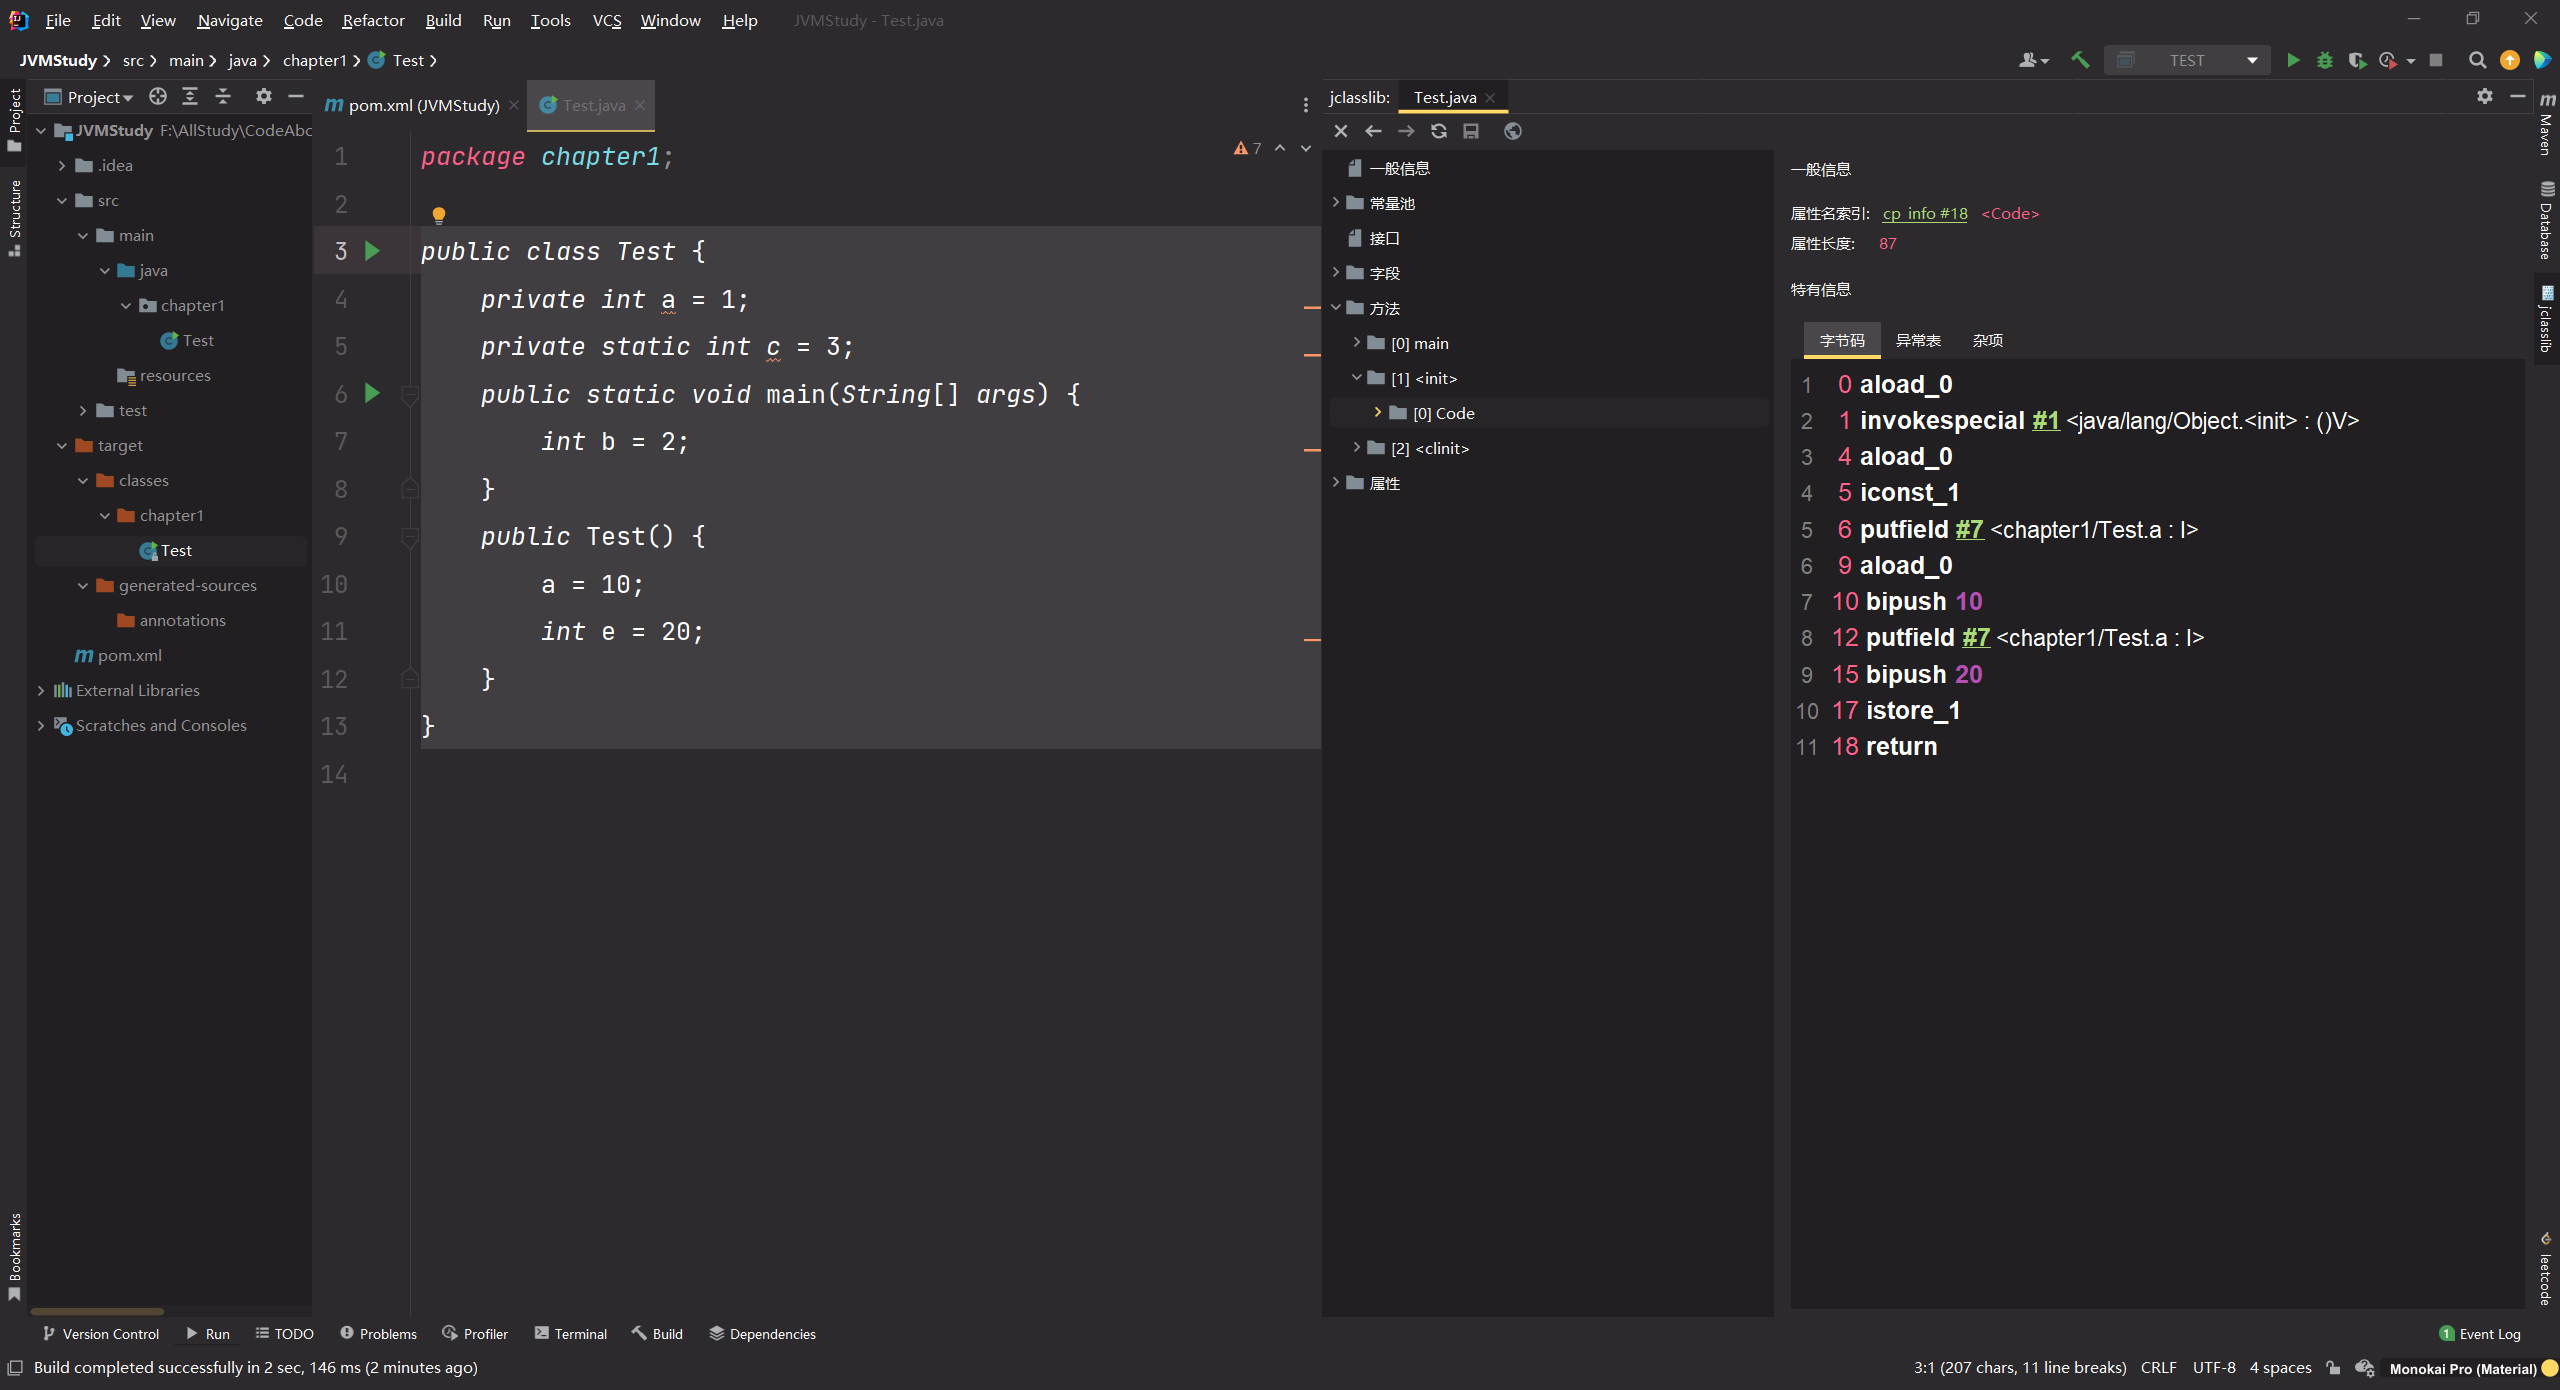 File Edit View Navigate Code Refactor Build Run Tools VCS Window Help JVMStudy - Test.java
JVMStudy src main java chapter1 Test
TEST
Project
pom.xml (JVMStudy)
Test.java
jclasslib: Test.java
Project
Structure
Bookmarks
JVMStudy F:\AllStudy\CodeAbc
.idea
src
main
java
chapter1
Test
resources
test
target
classes
chapter1
Test
generated-sources
annotations
pom.xml
External Libraries
Scratches and Consoles
7
1 package chapter1;
2
3 public class Test {
4 private int a = 1;
5 private static int c = 3;
6 public static void main(String[] args) {
7 int b = 2;
8 }
9 public Test() {
10 a = 10;
11 int e = 20;
12 }
13 }
14
一般信息
常量池
接口
字段
方法
[0] main
[1] <init>
[0] Code
[2] <clinit>
属性
一般信息
属性名索引: cp_info #18 <Code>
属性长度: 87
特有信息
字节码 异常表 杂项
1 0 aload_0
2 1 invokespecial #1 <java/lang/Object.<init> : ()V>
3 4 aload_0
4 5 iconst_1
5 6 putfield #7 <chapter1/Test.a : I>
6 9 aload_0
7 10 bipush 10
8 12 putfield #7 <chapter1/Test.a : I>
9 15 bipush 20
10 17 istore_1
11 18 return
Maven
Database
jclasslib
leetcode
Version Control Run TODO Problems Profiler Terminal Build Dependencies
1 Event Log
Build completed successfully in 2 sec, 146 ms (2 minutes ago)
3:1 (207 chars, 11 line breaks) CRLF UTF-8 4 spaces Monokai Pro (Material)